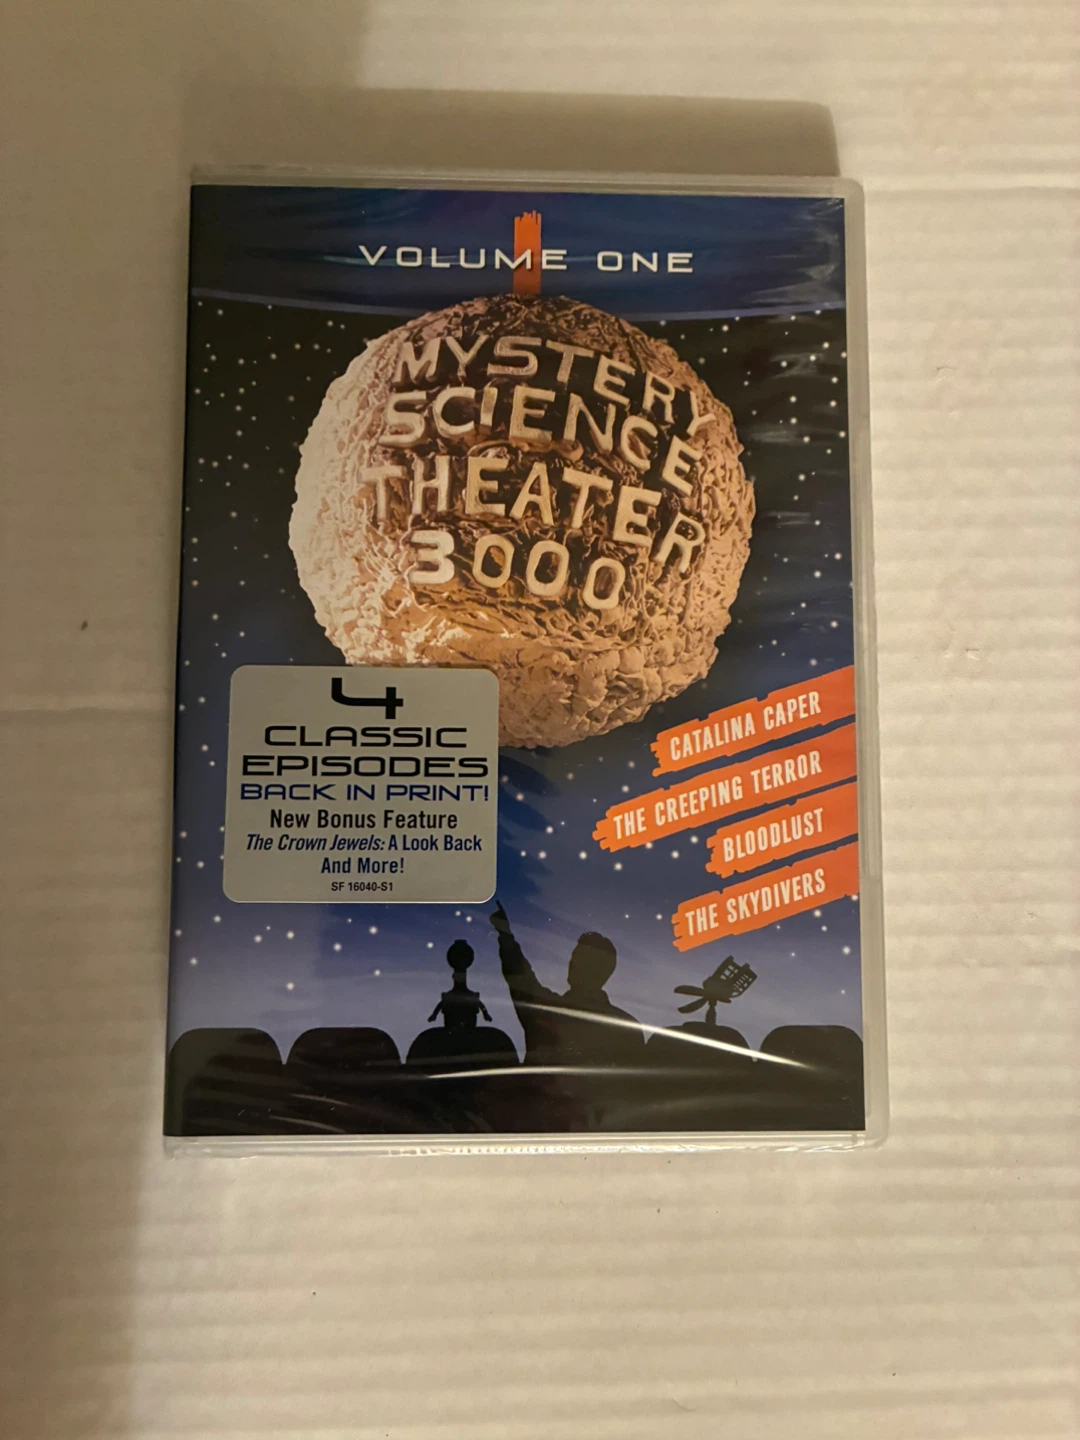 VOLUME ONE
MYSTERY
SCIENCE
THEATER
3000
CATALINA CAPER
THE CREEPING TERROR
BLOODLUST
THE SKYDIVERS
4
CLASSIC
EPISODES
BACK IN PRINT!
New Bonus Feature
The Crown Jewels: A Look Back
And More!
SF 16040-S1